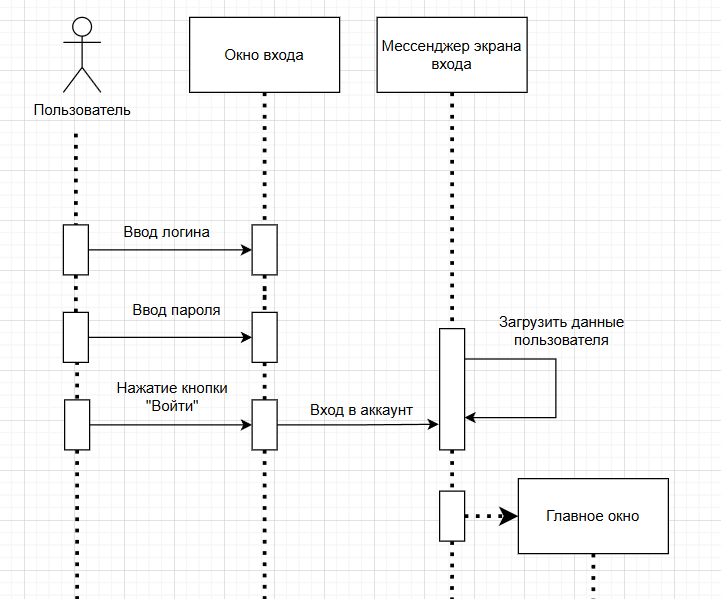 Пользователь
Окно входа
Мессенджер экрана
входа
Ввод логина
Ввод пароля
Загрузить данные
пользователя
Нажатие кнопки
"Войти"
Вход в аккаунт
Главное окно